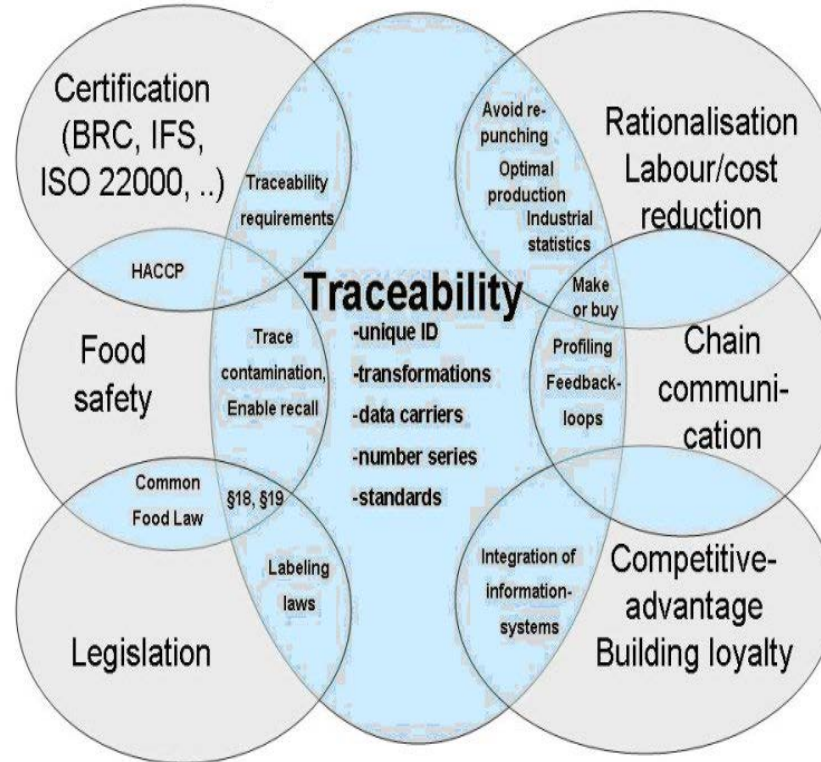 Certification
(BRC, IFS,
ISO 22000, ..)
Traceability
requirements
HACCP
Food
safety
Trace
contamination,
Enable recall
Common
Food Law
§18, §19
Legislation
Labeling
laws
Traceability
-unique ID
-transformations
-data carriers
-number series
-standards
Avoid re-
punching
Optimal
production
Industrial
statistics
Rationalisation
Labour/cost
reduction
Make
or buy
Profiling
Feedback-
loops
Chain
communi-
cation
Integration of
information-
systems
Competitive-
advantage
Building loyalty